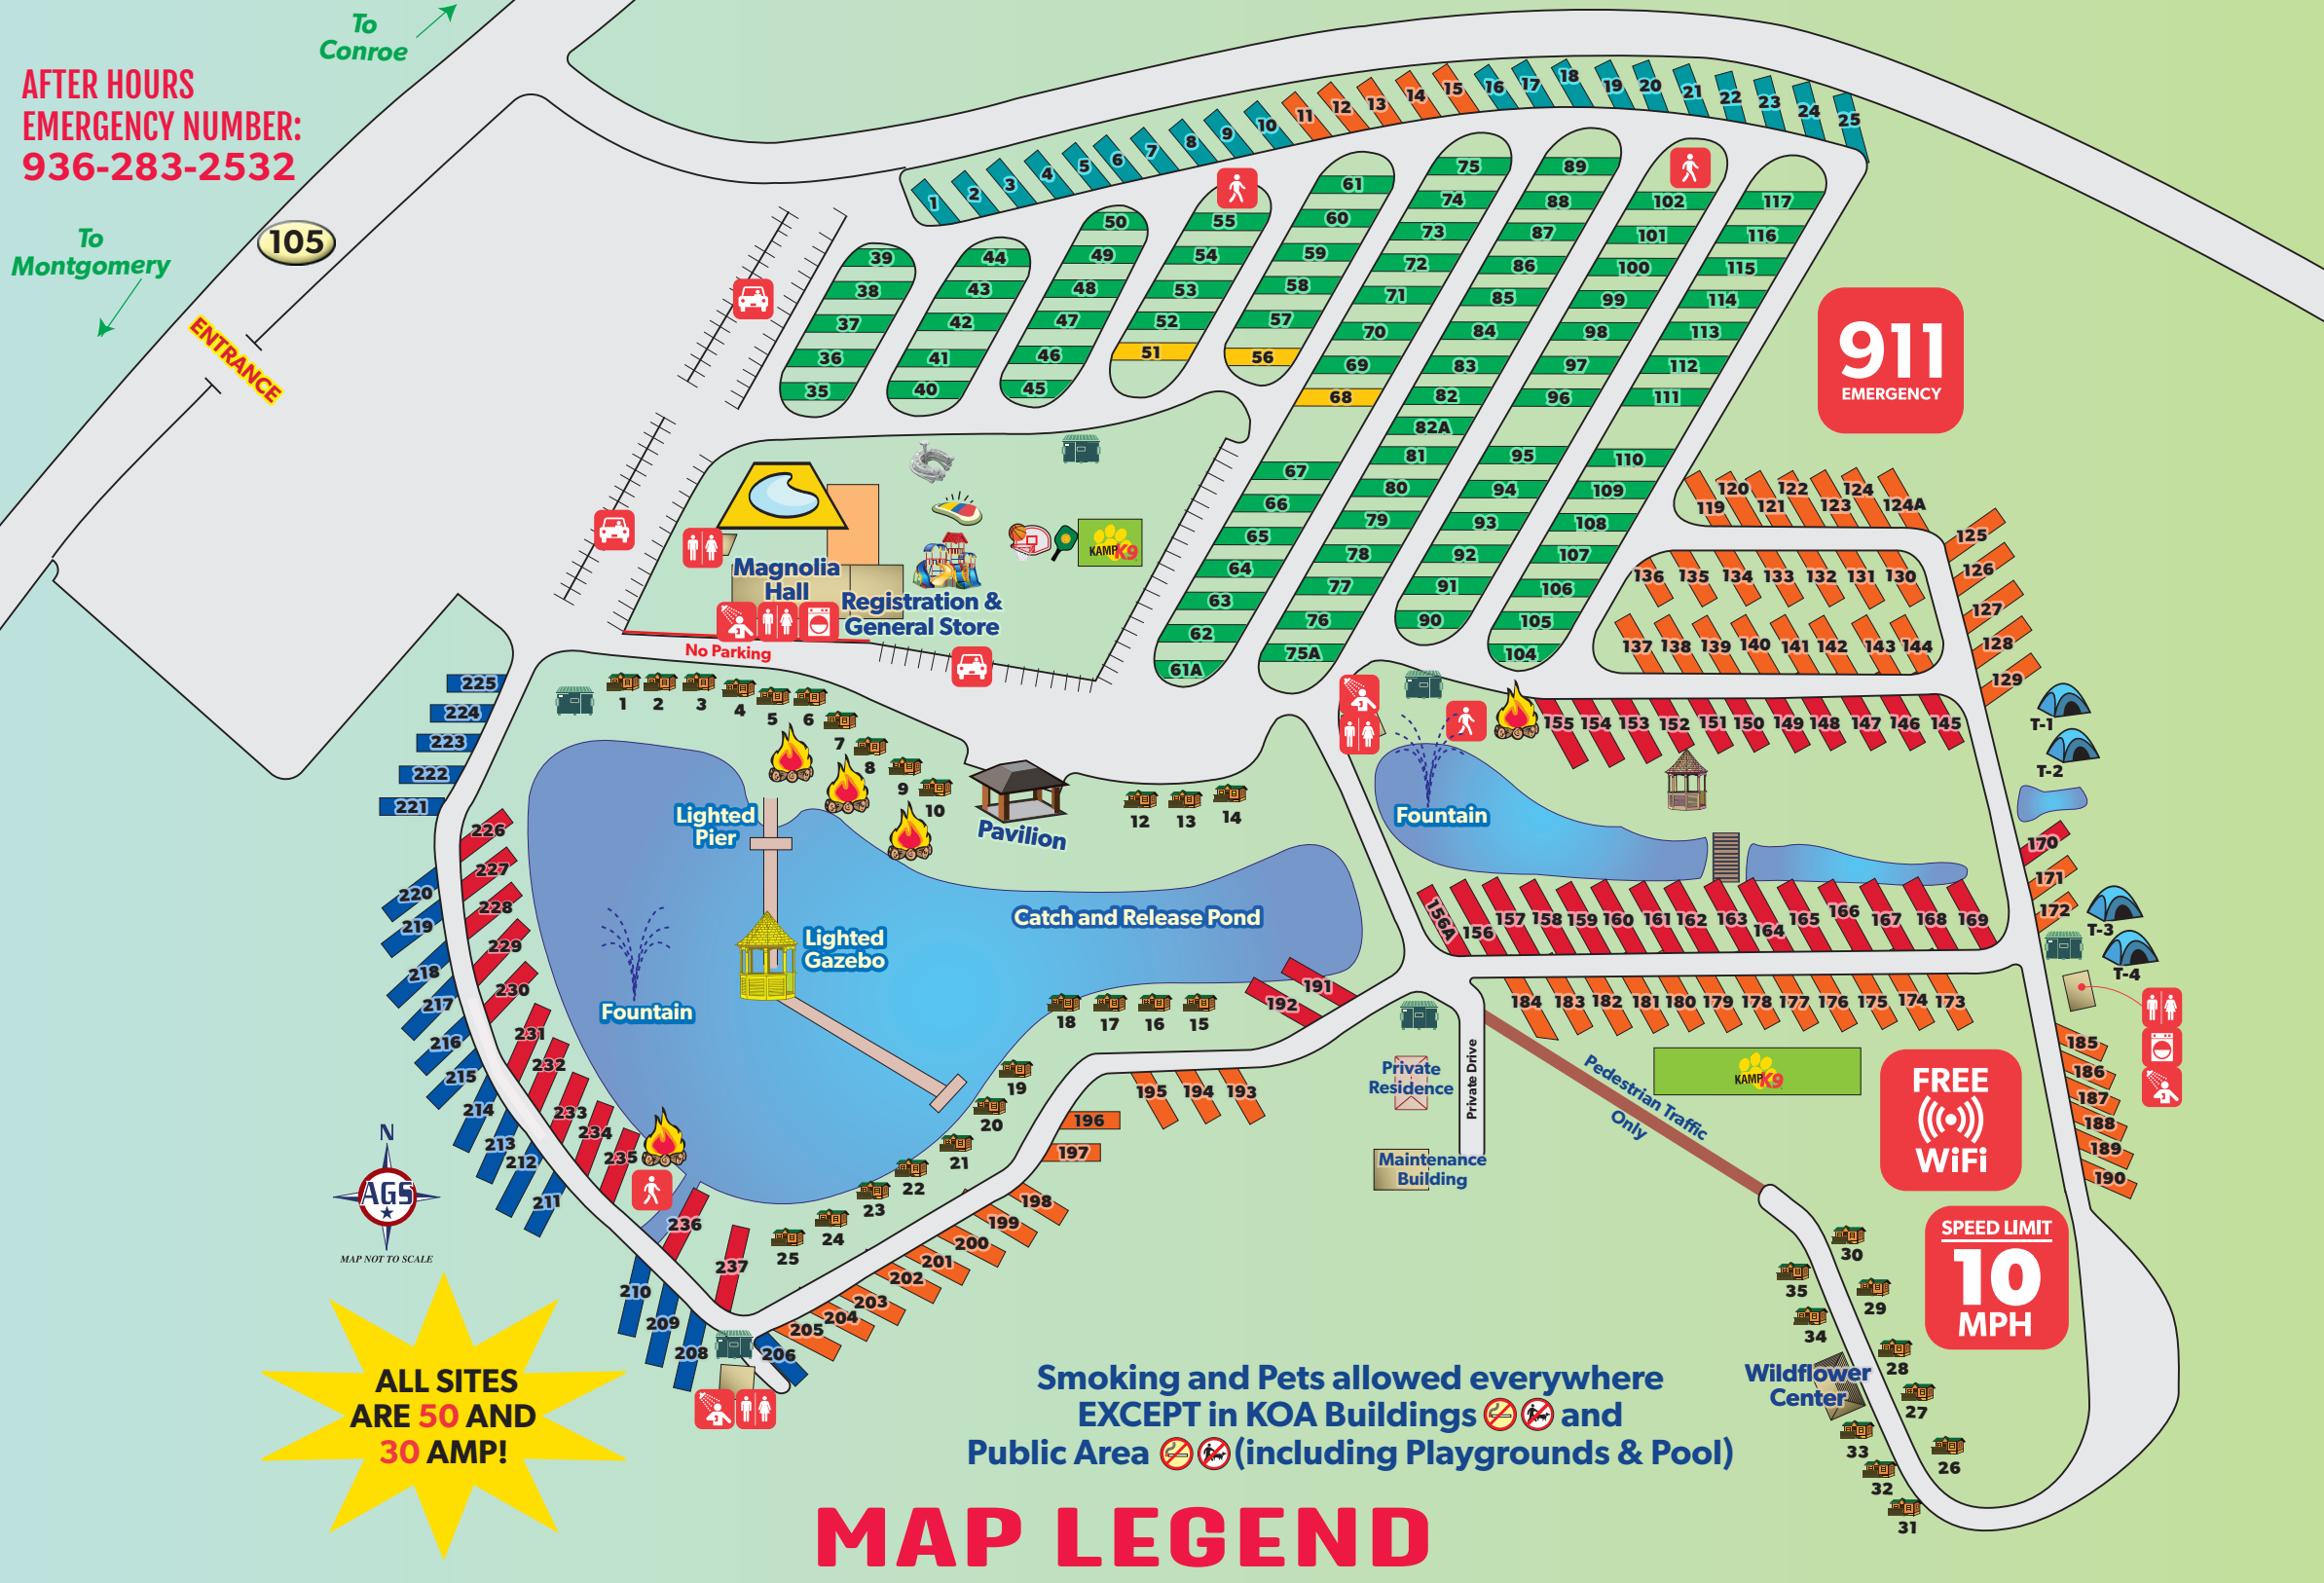 To
Conroe
AFTER HOURS
EMERGENCY NUMBER:
936-283-2532
To
Montgomery
105
ENTRANCE
1 2 3 4 5 6 7 8 9 10 11 12 13 14 15 16 17 18 19 20 21 22 23 24 25
39
38
37
36
35
44
43
42
41
40
50
49
48
47
46
45
55
54
53
52
51
61
60
59
58
57
56
75
74
73
72
71
70
69
68
67
66
65
64
63
62
61A
89
88
87
86
85
84
83
82
82A
81
80
79
78
77
76
75A
102
101
100
99
98
97
96
95
94
93
92
91
90
117
116
115
114
113
112
111
110
109
108
107
106
105
104
911
EMERGENCY
119 120 121 122 123 124 124A
125
126
127
128
129
136 135 134 133 132 131 130
137 138 139 140 141 142 143 144
155 154 153 152 151 150 149 148 147 146 145
T-1
T-2
KAMP K9
Magnolia
Hall
Registration &
General Store
No Parking
225
224
223
222
221
1 2 3 4 5 6
7
8
9
10
Pavilion
12 13 14
Lighted
Pier
Fountain
Catch and Release Pond
Lighted
Gazebo
Fountain
226
227
228
229
230
231
232
233
234
235
236
237
220
219
218
217
216
215
214
213
212
211
210
209
208
206
156A 156 157 158 159 160 161 162 163 164 165 166 167 168 169
170
171
172
T-3
T-4
184 183 182 181 180 179 178 177 176 175 174 173
185
186
187
188
189
190
191
192
18 17 16 15
19
20
21
22
23
24
25
195 194 193
196
197
198
199
200
201
202
203
204
205
Private
Residence
Private Drive
Maintenance
Building
Pedestrian Traffic
Only
KAMP K9
FREE
WiFi
SPEED LIMIT
10
MPH
30
35
29
34
28
Wildflower
Center
27
33
26
32
31
N
AGS
MAP NOT TO SCALE
ALL SITES
ARE 50 AND
30 AMP!
Smoking and Pets allowed everywhere
EXCEPT in KOA Buildings and
Public Area (including Playgrounds & Pool)
MAP LEGEND